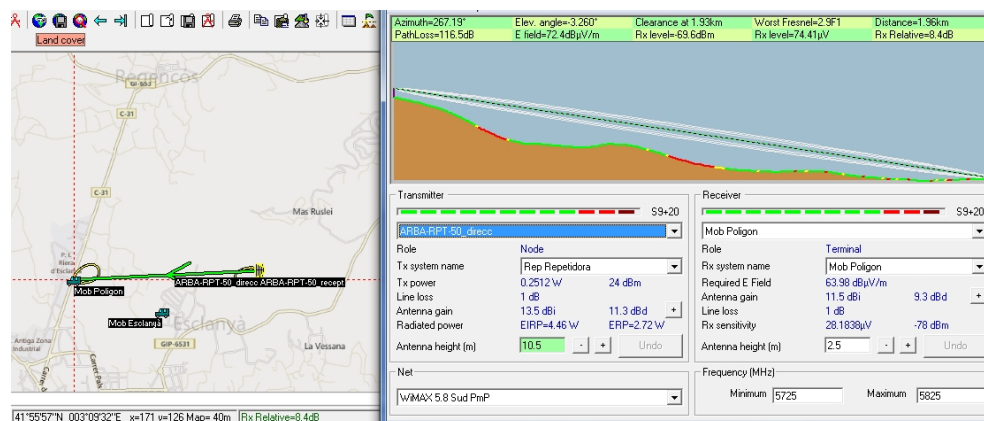 Land cover
Regencós
GI-653
C-31
C-31
Mas Ruslei
P. I.
Riera
d'Esclanyà
Mob Poligon
ARBA-RPT-50_direcc
ARBA-RPT-50_recept
Mob Esclanyà
Esclanyà
GIP-6531
La Vessana
Antiga Zona
Industrial
41°55'57"N 003°09'32"E x=171 y=126 Map= 40m Rx Relative=8.4dB
Azimuth=267.19° Elev. angle=-3.260° Clearance at 1.93km Worst Fresnel=2.9F1 Distance=1.96km
PathLoss=116.5dB E field=72.4dBµV/m Rx level=-69.6dBm Rx level=74.41µV Rx Relative=8.4dB
Transmitter
S9+20
ARBA-RPT-50_direcc
Role Node
Tx system name Rep Repetidora
Tx power 0.2512 W 24 dBm
Line loss 1 dB
Antenna gain 13.5 dBi 11.3 dBd +
Radiated power EIRP=4.46 W ERP=2.72 W
Antenna height (m) 10.5 - + Undo
Net
WiMAX 5.8 Sud PmP
Receiver
S9+20
Mob Poligon
Role Terminal
Rx system name Mob Poligon
Required E Field 63.98 dBµV/m
Antenna gain 11.5 dBi 9.3 dBd +
Line loss 1 dB
Rx sensitivity 28.1838µV -78 dBm
Antenna height (m) 2.5 - + Undo
Frequency (MHz)
Minimum 5725 Maximum 5825